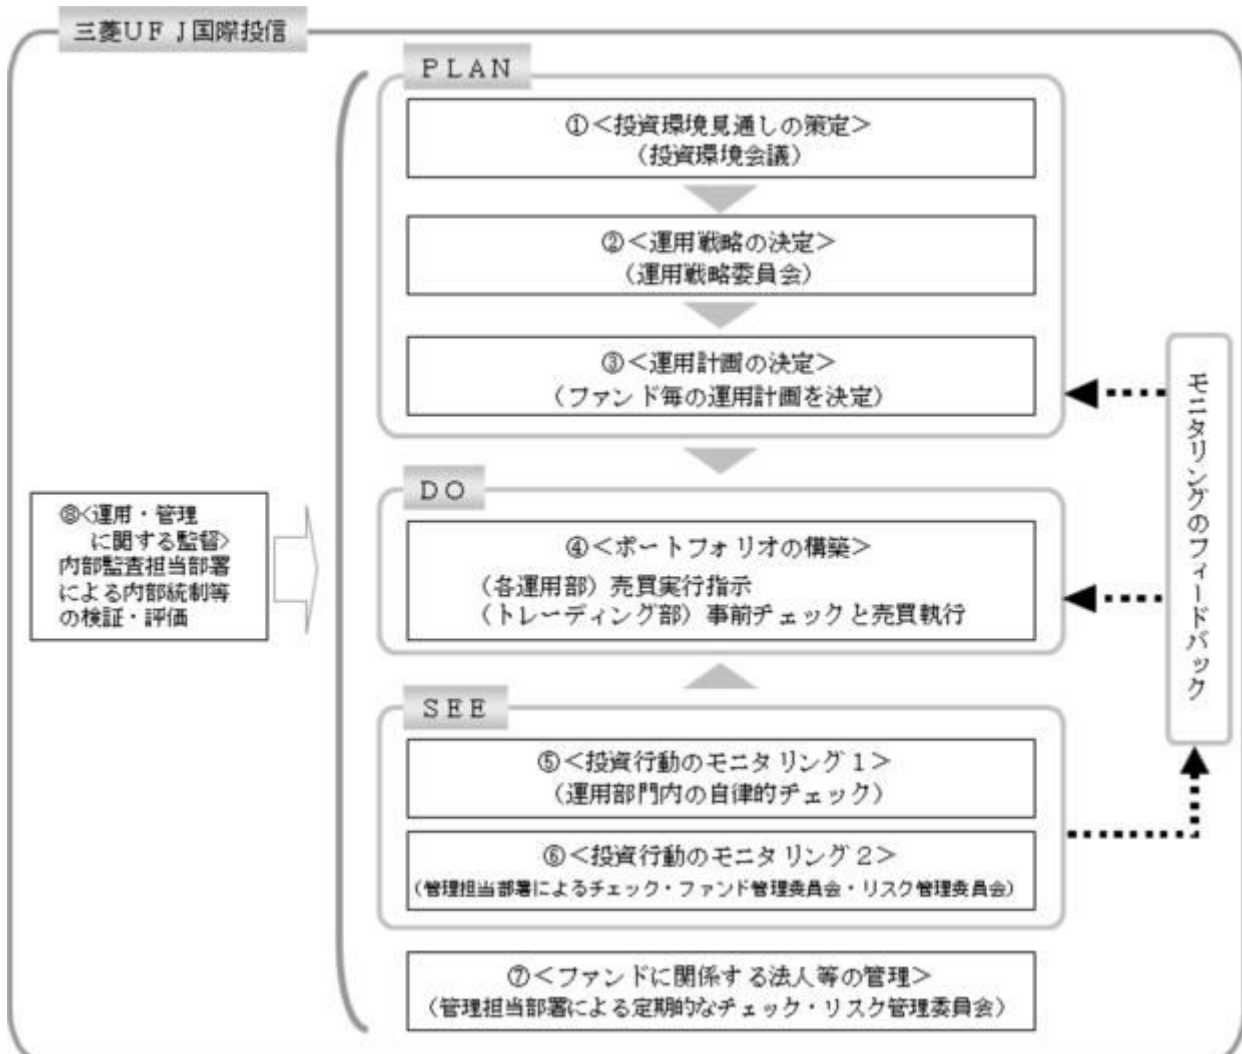 三菱ＵＦＪ国際投信
ＰＬＡＮ
①＜投資環境見通しの策定＞
（投資環境会議）
②＜運用戦略の決定＞
（運用戦略委員会）
③＜運用計画の決定＞
（ファンド毎の運用計画を決定）
ＤＯ
④＜ポートフォリオの構築＞
（各運用部）売買実行指示
（トレーディング部）事前チェックと売買執行
ＳＥＥ
⑤＜投資行動のモニタリング１＞
（運用部門内の自律的チェック）
⑥＜投資行動のモニタリング２＞
（管理担当部署によるチェック・ファンド管理委員会・リスク管理委員会）
⑦＜ファンドに関係する法人等の管理＞
（管理担当部署による定期的なチェック・リスク管理委員会）
⑧＜運用・管理
に関する監督＞
内部監査担当部署
による内部統制等
の検証・評価
モニタリングのフィードバック